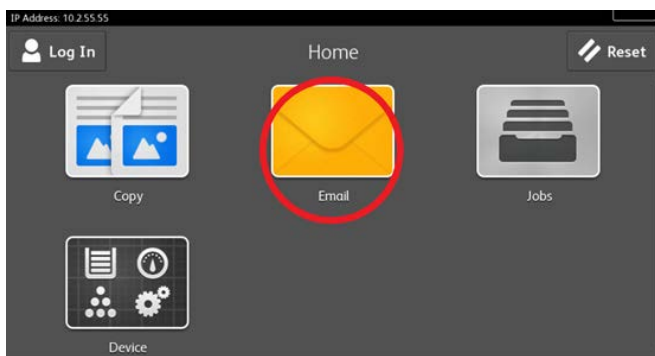 IP Address: 10.2.55.55
Log In
Home
Reset
Copy
Email
Jobs
Device